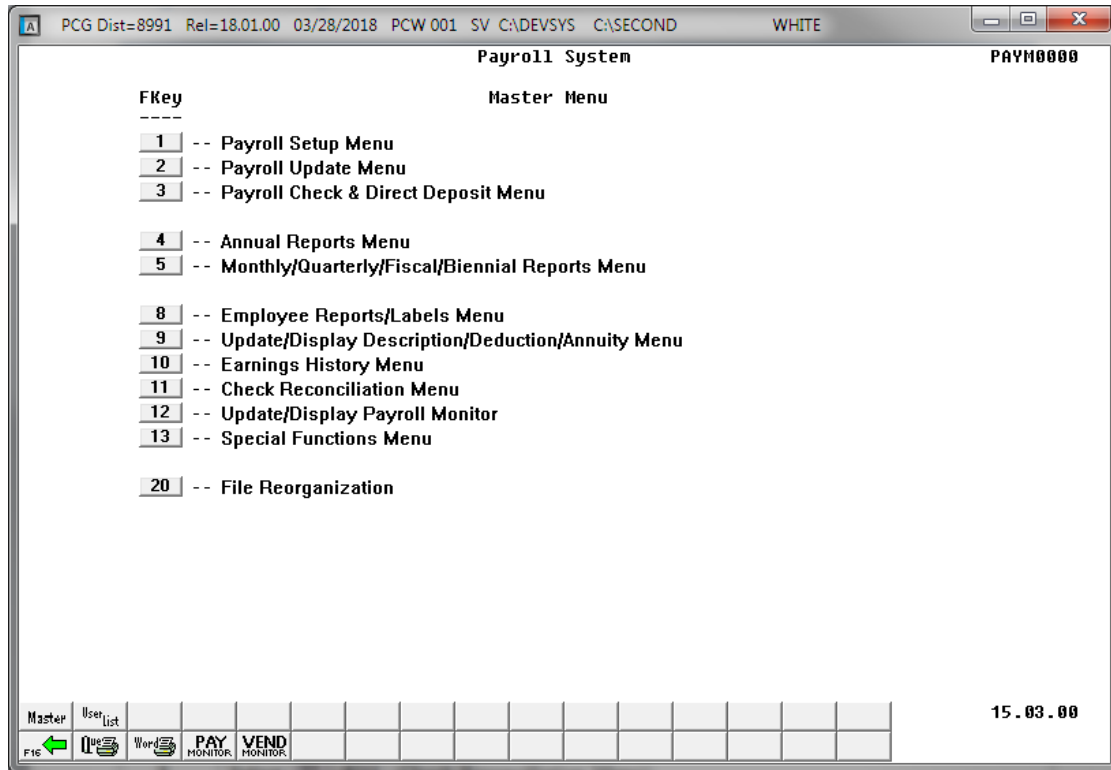 A PCG Dist=8991 Rel=18.01.00 03/28/2018 PCW 001 SV C:\DEVSYS C:\SECOND WHITE
Payroll System PAYM0000
FKey Master Menu
----
1 -- Payroll Setup Menu
2 -- Payroll Update Menu
3 -- Payroll Check & Direct Deposit Menu
4 -- Annual Reports Menu
5 -- Monthly/Quarterly/Fiscal/Biennial Reports Menu
8 -- Employee Reports/Labels Menu
9 -- Update/Display Description/Deduction/Annuity Menu
10 -- Earnings History Menu
11 -- Check Reconciliation Menu
12 -- Update/Display Payroll Monitor
13 -- Special Functions Menu
20 -- File Reorganization
Master User List 15.03.00
F16 Que Word PAY MONITOR VEND MONITOR